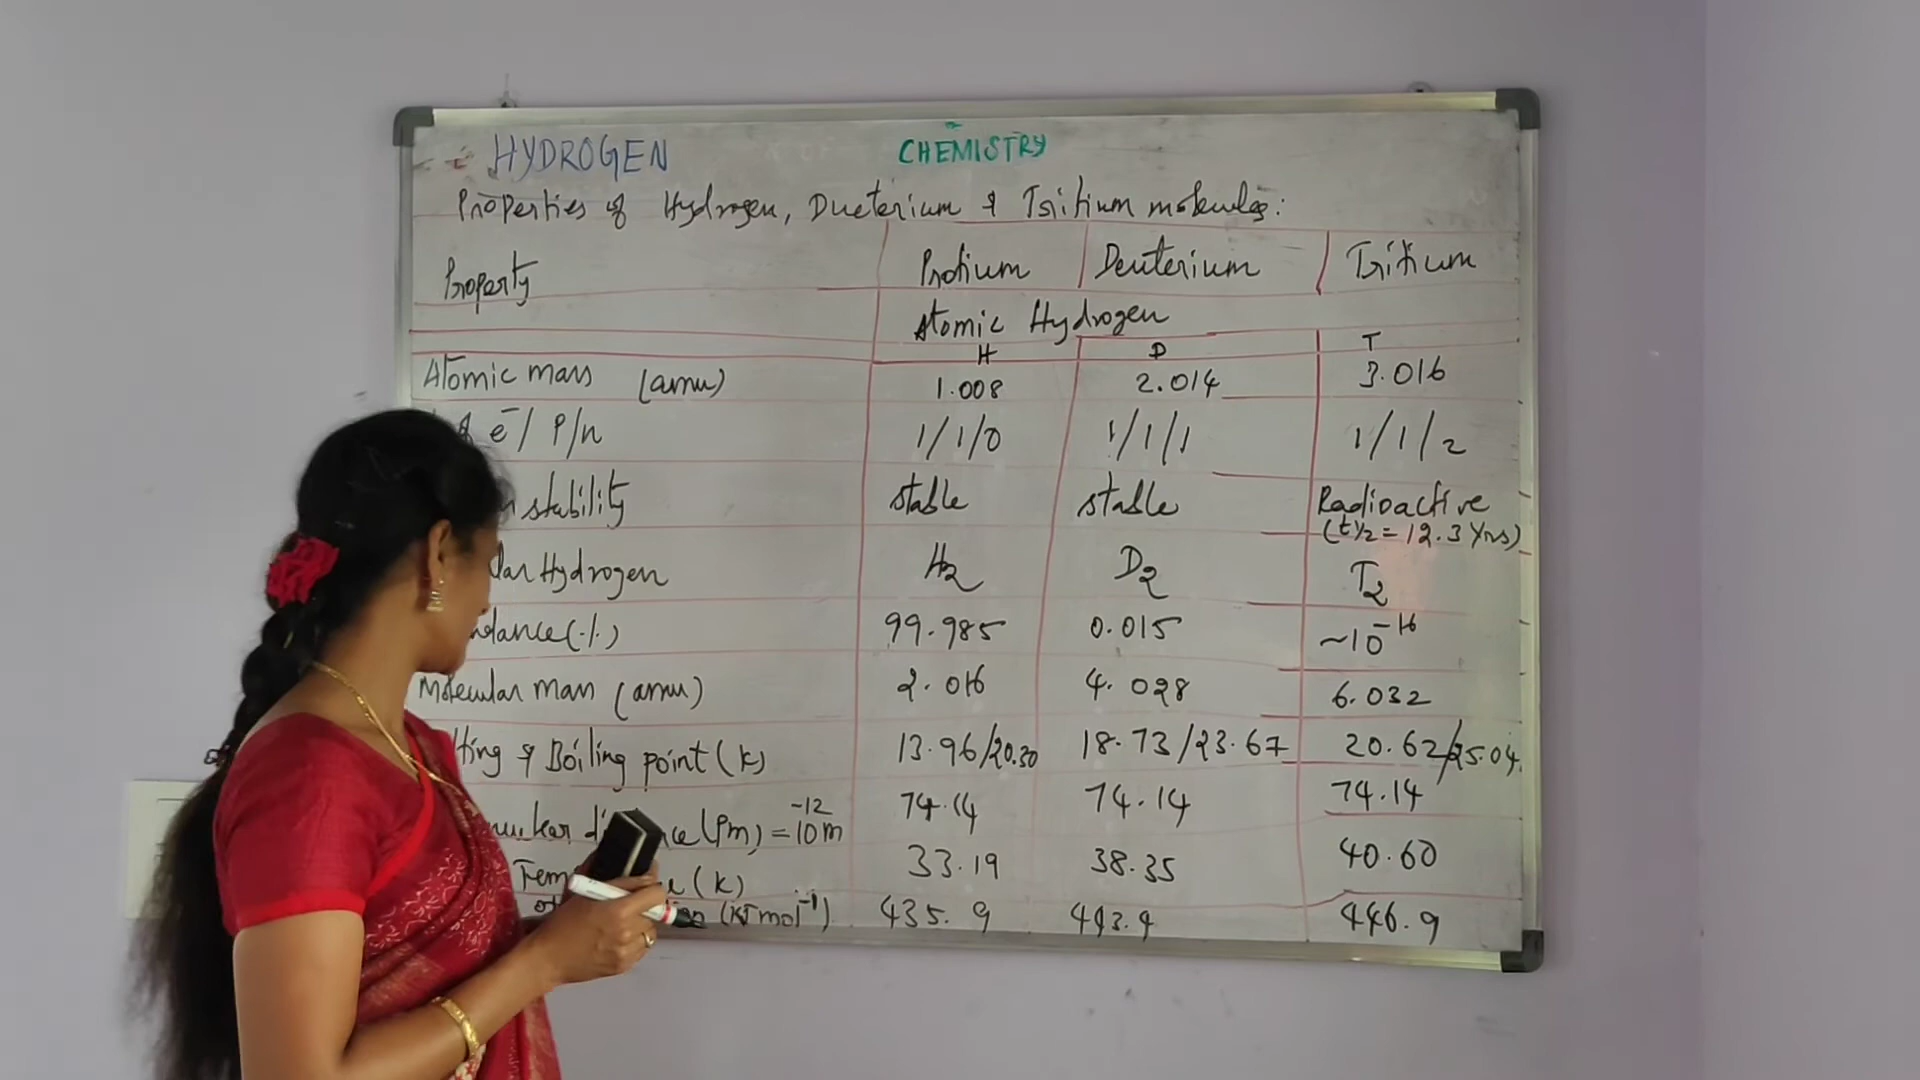 HYDROGEN CHEMISTRY
Properties of Hydrogen, Dueterium & Tritium molecules:
Property Protium Deuterium Tritium
Atomic Hydrogen
H D T
Atomic mass (amu) 1.008 2.014 3.016
e⁻/P/n 1/1/0 1/1/1 1/1/2
stability stable stable Radioactive
(t1/2 = 12.3 Yrs)
Hydrogen H2 D2 T2
(%) 99.985 0.015 ~10⁻¹⁶
Molecular mass (amu) 2.016 4.028 6.032
& Boiling point (K) 13.96/20.30 18.73/23.67 20.62/25.04
(Pm) = 10⁻¹²m 74.14 74.14 74.14
(K) 33.19 38.35 40.60
(KJ mol⁻¹) 435.9 443.4 446.9